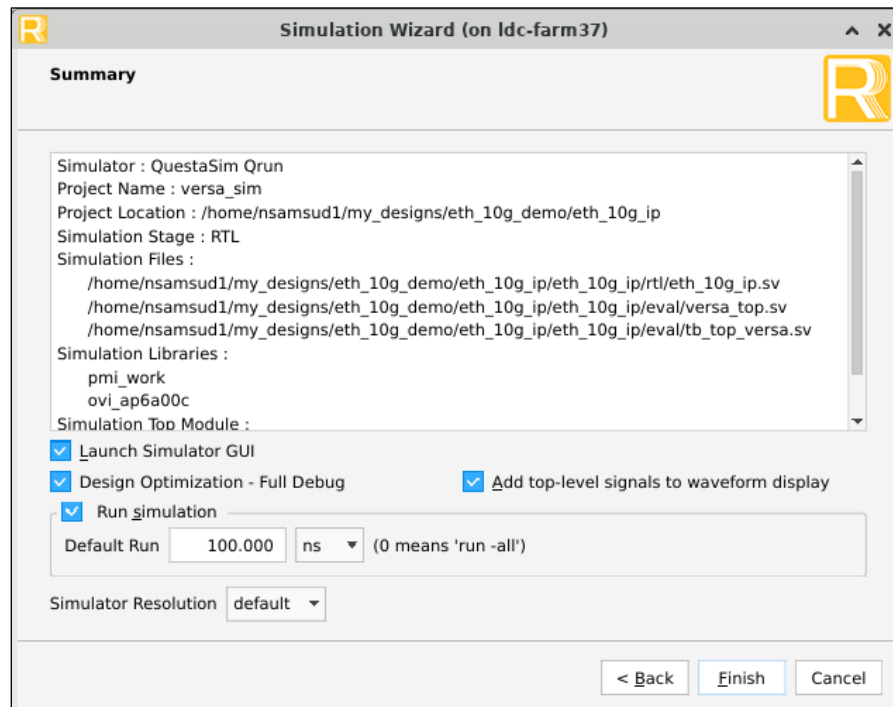 Simulation Wizard (on ldc-farm37)
Summary
Simulator : QuestaSim Qrun
Project Name : versa_sim
Project Location : /home/nsamsud1/my_designs/eth_10g_demo/eth_10g_ip
Simulation Stage : RTL
Simulation Files :
/home/nsamsud1/my_designs/eth_10g_demo/eth_10g_ip/eth_10g_ip/rtl/eth_10g_ip.sv
/home/nsamsud1/my_designs/eth_10g_demo/eth_10g_ip/eth_10g_ip/eval/versa_top.sv
/home/nsamsud1/my_designs/eth_10g_demo/eth_10g_ip/eth_10g_ip/eval/tb_top_versa.sv
Simulation Libraries :
pmi_work
ovi_ap6a00c
Simulation Top Module :
Launch Simulator GUI
Design Optimization - Full Debug Add top-level signals to waveform display
Run simulation
Default Run 100.000 ns (0 means 'run -all')
Simulator Resolution default
< Back Finish Cancel